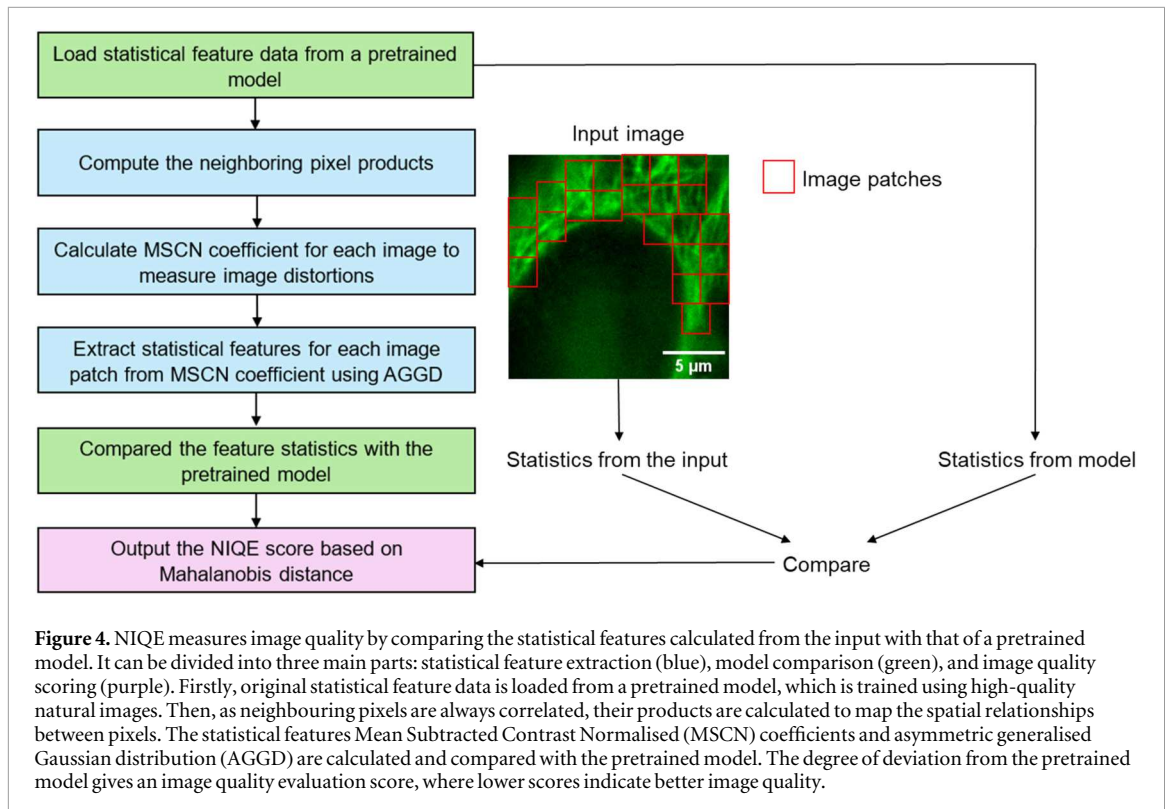 Load statistical feature data from a pretrained
model
Compute the neighboring pixel products
Calculate MSCN coefficient for each image to
measure image distortions
Extract statistical features for each image
patch from MSCN coefficient using AGGD
Compared the feature statistics with the
pretrained model
Output the NIQE score based on
Mahalanobis distance
Input image
Image patches
5 µm
Statistics from the input
Statistics from model
Compare
Figure 4. NIQE measures image quality by comparing the statistical features calculated from the input with that of a pretrained
model. It can be divided into three main parts: statistical feature extraction (blue), model comparison (green), and image quality
scoring (purple). Firstly, original statistical feature data is loaded from a pretrained model, which is trained using high-quality
natural images. Then, as neighbouring pixels are always correlated, their products are calculated to map the spatial relationships
between pixels. The statistical features Mean Subtracted Contrast Normalised (MSCN) coefficients and asymmetric generalised
Gaussian distribution (AGGD) are calculated and compared with the pretrained model. The degree of deviation from the pretrained
model gives an image quality evaluation score, where lower scores indicate better image quality.